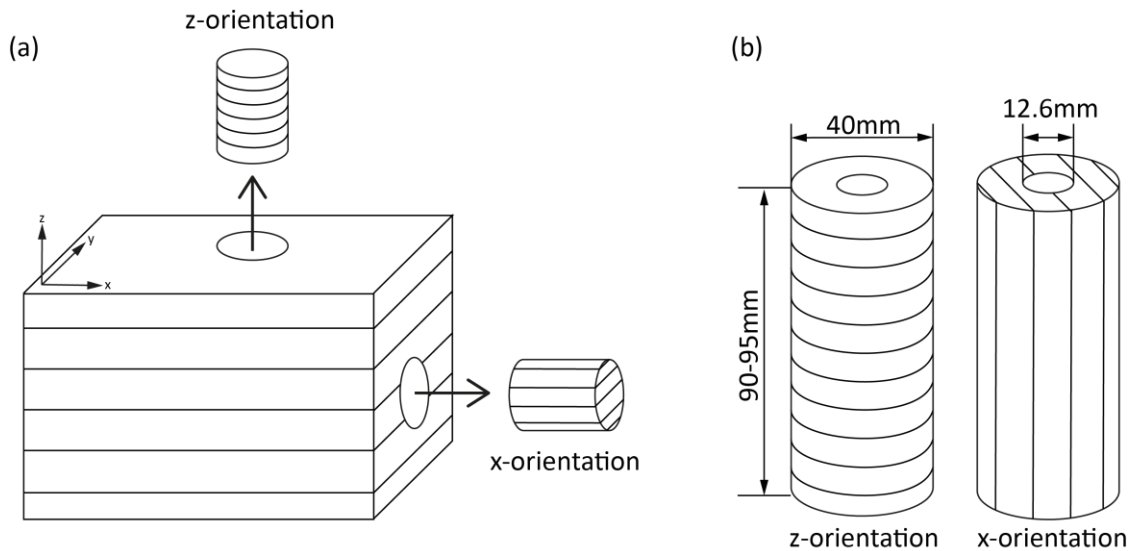 (a)
z-orientation
z
y
x
x-orientation
(b)
40mm
12.6mm
90-95mm
z-orientation
x-orientation